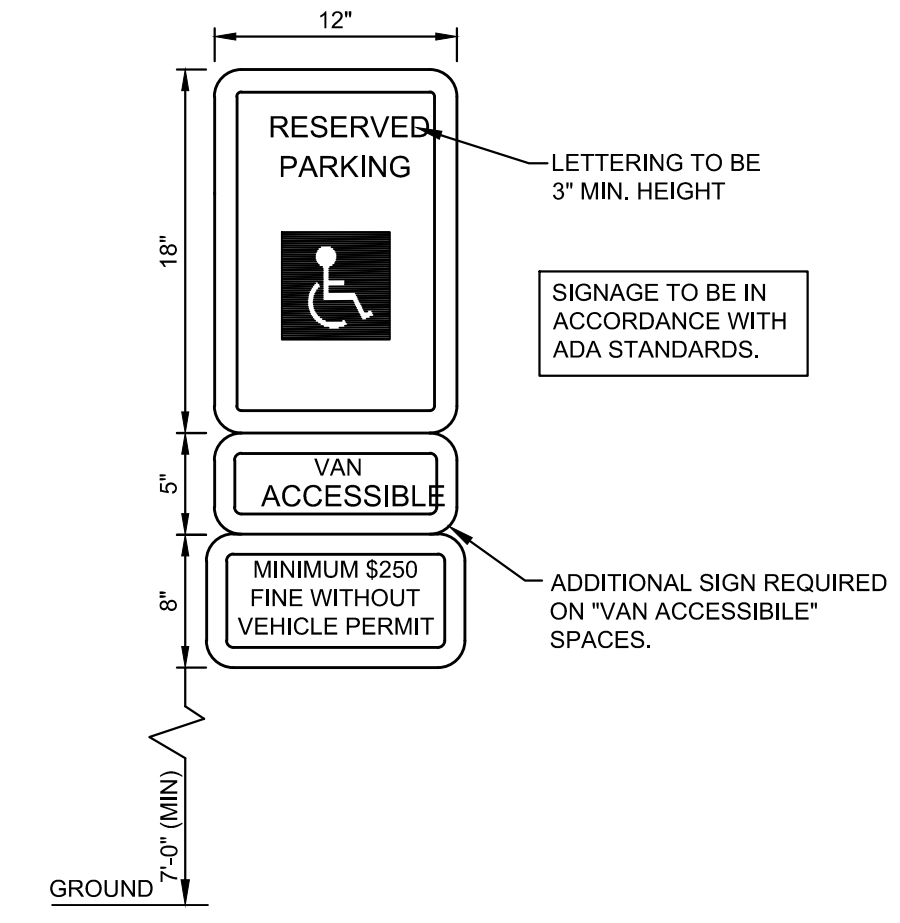 12"
RESERVED
PARKING
LETTERING TO BE
3" MIN. HEIGHT
18"
SIGNAGE TO BE IN
ACCORDANCE WITH
ADA STANDARDS.
5"
VAN
ACCESSIBLE
8"
MINIMUM $250
FINE WITHOUT
VEHICLE PERMIT
ADDITIONAL SIGN REQUIRED
ON "VAN ACCESSIBILE"
SPACES.
7'-0" (MIN)
GROUND